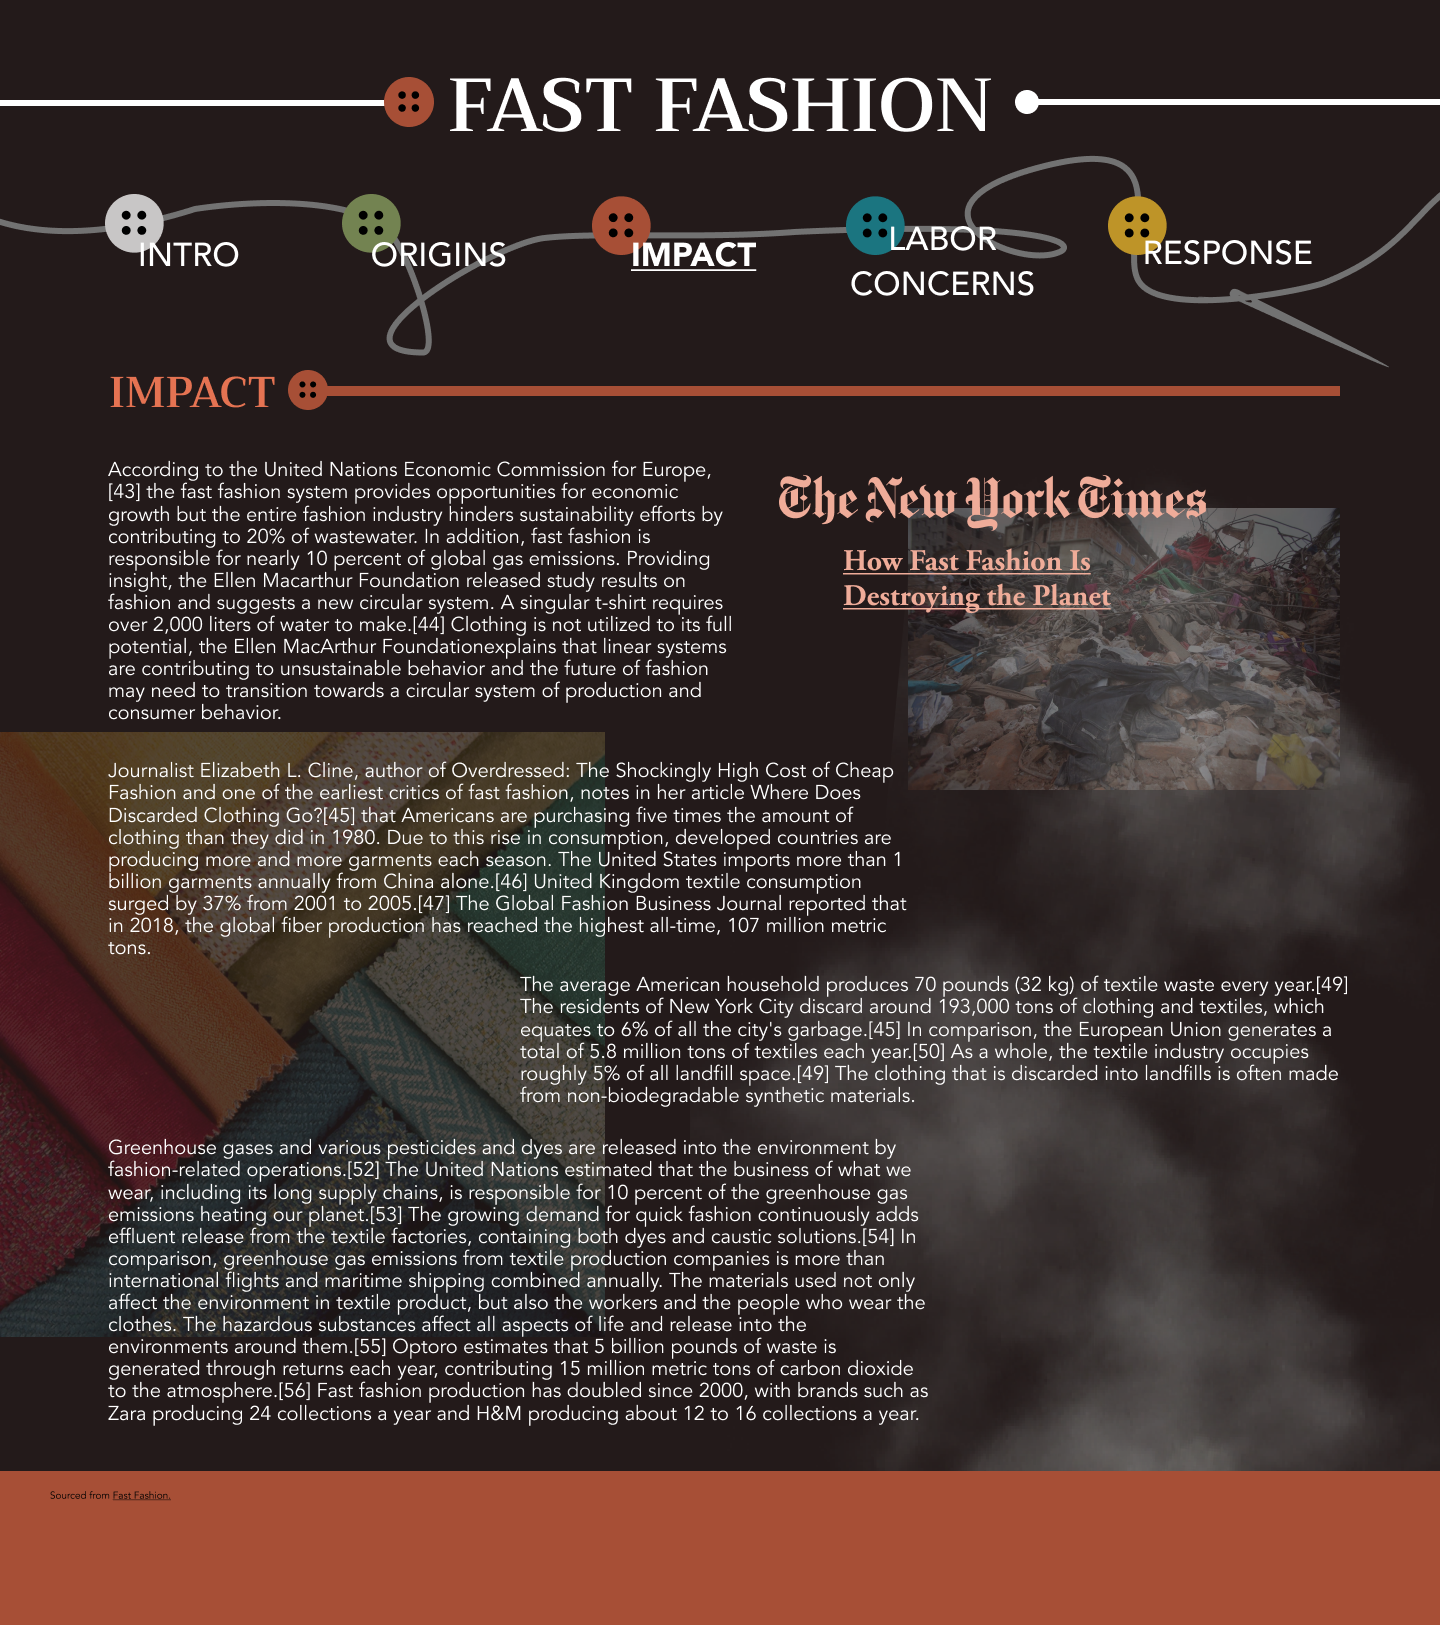 FAST FASHION
INTRO
ORIGINS
IMPACT
LABOR
CONCERNS
RESPONSE
IMPACT
According to the United Nations Economic Commission for Europe,
[43] the fast fashion system provides opportunities for economic
growth but the entire fashion industry hinders sustainability efforts by
contributing to 20% of wastewater. In addition, fast fashion is
responsible for nearly 10 percent of global gas emissions. Providing
insight, the Ellen Macarthur Foundation released study results on
fashion and suggests a new circular system. A singular t-shirt requires
over 2,000 liters of water to make.[44] Clothing is not utilized to its full
potential, the Ellen MacArthur Foundationexplains that linear systems
are contributing to unsustainable behavior and the future of fashion
may need to transition towards a circular system of production and
consumer behavior.
The New York Times
How Fast Fashion Is
Destroying the Planet
Journalist Elizabeth L. Cline, author of Overdressed: The Shockingly High Cost of Cheap
Fashion and one of the earliest critics of fast fashion, notes in her article Where Does
Discarded Clothing Go?[45] that Americans are purchasing five times the amount of
clothing than they did in 1980. Due to this rise in consumption, developed countries are
producing more and more garments each season. The United States imports more than 1
billion garments annually from China alone.[46] United Kingdom textile consumption
surged by 37% from 2001 to 2005.[47] The Global Fashion Business Journal reported that
in 2018, the global fiber production has reached the highest all-time, 107 million metric
tons.
The average American household produces 70 pounds (32 kg) of textile waste every year.[49]
The residents of New York City discard around 193,000 tons of clothing and textiles, which
equates to 6% of all the city's garbage.[45] In comparison, the European Union generates a
total of 5.8 million tons of textiles each year.[50] As a whole, the textile industry occupies
roughly 5% of all landfill space.[49] The clothing that is discarded into landfills is often made
from non-biodegradable synthetic materials.
Greenhouse gases and various pesticides and dyes are released into the environment by
fashion-related operations.[52] The United Nations estimated that the business of what we
wear, including its long supply chains, is responsible for 10 percent of the greenhouse gas
emissions heating our planet.[53] The growing demand for quick fashion continuously adds
effluent release from the textile factories, containing both dyes and caustic solutions.[54] In
comparison, greenhouse gas emissions from textile production companies is more than
international flights and maritime shipping combined annually. The materials used not only
affect the environment in textile product, but also the workers and the people who wear the
clothes. The hazardous substances affect all aspects of life and release into the
environments around them.[55] Optoro estimates that 5 billion pounds of waste is
generated through returns each year, contributing 15 million metric tons of carbon dioxide
to the atmosphere.[56] Fast fashion production has doubled since 2000, with brands such as
Zara producing 24 collections a year and H&M producing about 12 to 16 collections a year.
Sourced from Fast Fashion.